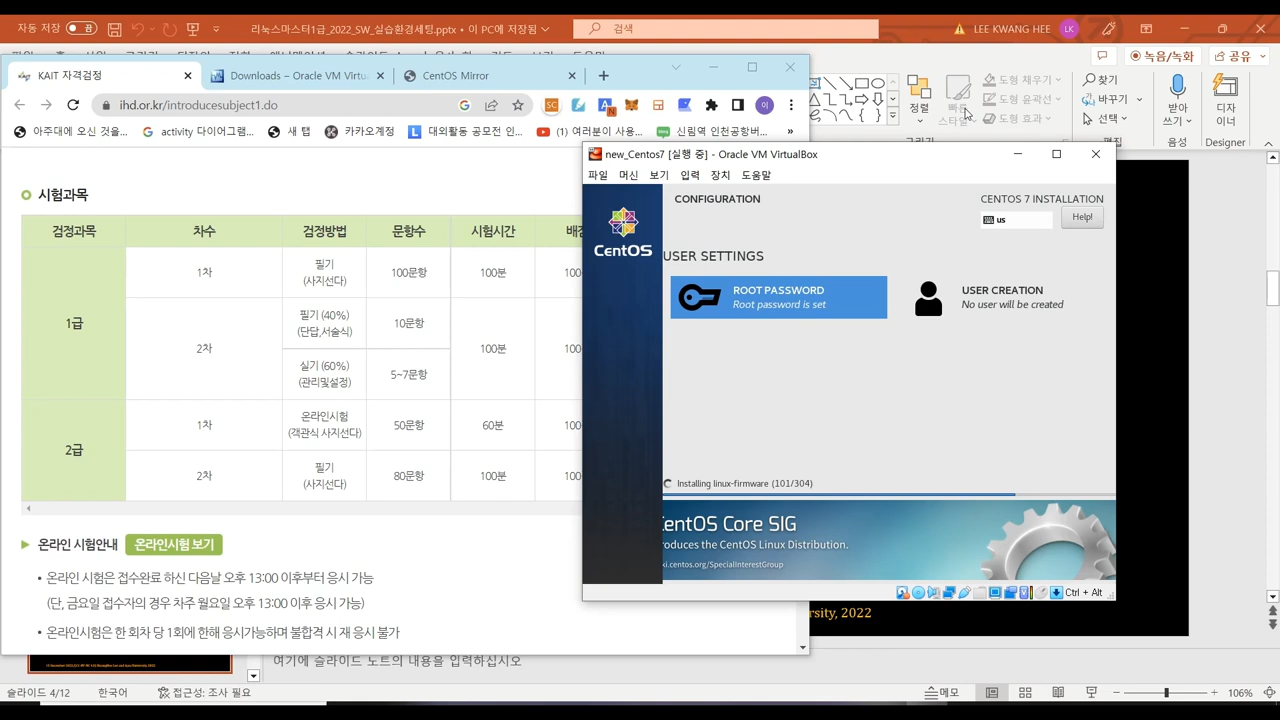 자동 저장 끔 리눅스마스터1급_2022_SW_실습환경세팅.pptx • 이 PC에 저장됨 검색 LEE KWANG HEE LK
KAIT 자격검정
Downloads – Oracle VM Virtu
CentOS Mirror
녹음/녹화
공유
ihd.or.kr/introducesubject1.do
아주대에 오신 것을...
activity 다이어그램...
새 탭
카카오계정
대외활동 공모전 인...
(1) 여러분이 사용...
신림역 인천공항버...
정렬
도형 채우기
도형 윤곽선
도형 효과
찾기
바꾸기
선택
편집
받아
쓰기
음성
디자
이너
Designer
시험과목
검정과목 차수 검정방법 문항수 시험시간
1급
1차 필기 100문항 100분 100
(사지선다)
2차 필기 (40%) 10문항 100분 100
(단답,서술식)
실기 (60%) 5~7문항
(관리및설정)
2급
1차 온라인시험 50문항 60분 100
(객관식 사지선다)
2차 필기 80문항 100분 100
(사지선다)
온라인 시험안내 온라인시험 보기
• 온라인 시험은 접수완료 하신 다음날 오후 13:00 이후부터 응시 가능
(단, 금요일 접수자의 경우 차주 월요일 오후 13:00 이후 응시 가능)
• 온라인시험은 한 회차 당 1회에 한해 응시가능하며 불합격 시 재 응시 불가
new_Centos7 [실행 중] - Oracle VM VirtualBox
파일 머신 보기 입력 장치 도움말
CentOS
CONFIGURATION
CENTOS 7 INSTALLATION
us
Help!
USER SETTINGS
ROOT PASSWORD
Root password is set
USER CREATION
No user will be created
Installing linux-firmware (101/304)
entOS Core SIG
roduces the CentOS Linux Distribution.
ki.centos.org/SpecialInterestGroup
Ctrl + Alt
rsity, 2022
여기에 슬라이드 노트의 내용을 입력하십시오
슬라이드 4/12 한국어 접근성: 조사 필요 메모 106%